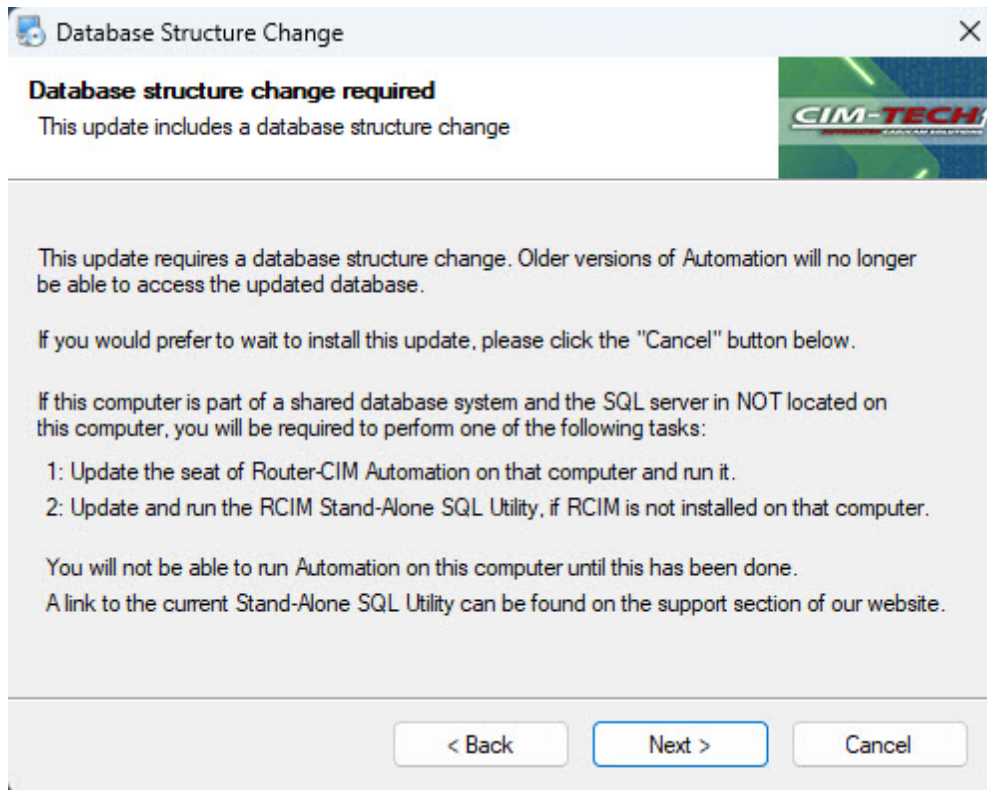 Database Structure Change
Database structure change required
This update includes a database structure change
CIM-TECH
This update requires a database structure change. Older versions of Automation will no longer
be able to access the updated database.
If you would prefer to wait to install this update, please click the "Cancel" button below.
If this computer is part of a shared database system and the SQL server in NOT located on
this computer, you will be required to perform one of the following tasks:
1: Update the seat of Router-CIM Automation on that computer and run it.
2: Update and run the RCIM Stand-Alone SQL Utility, if RCIM is not installed on that computer.
You will not be able to run Automation on this computer until this has been done.
A link to the current Stand-Alone SQL Utility can be found on the support section of our website.
< Back
Next >
Cancel